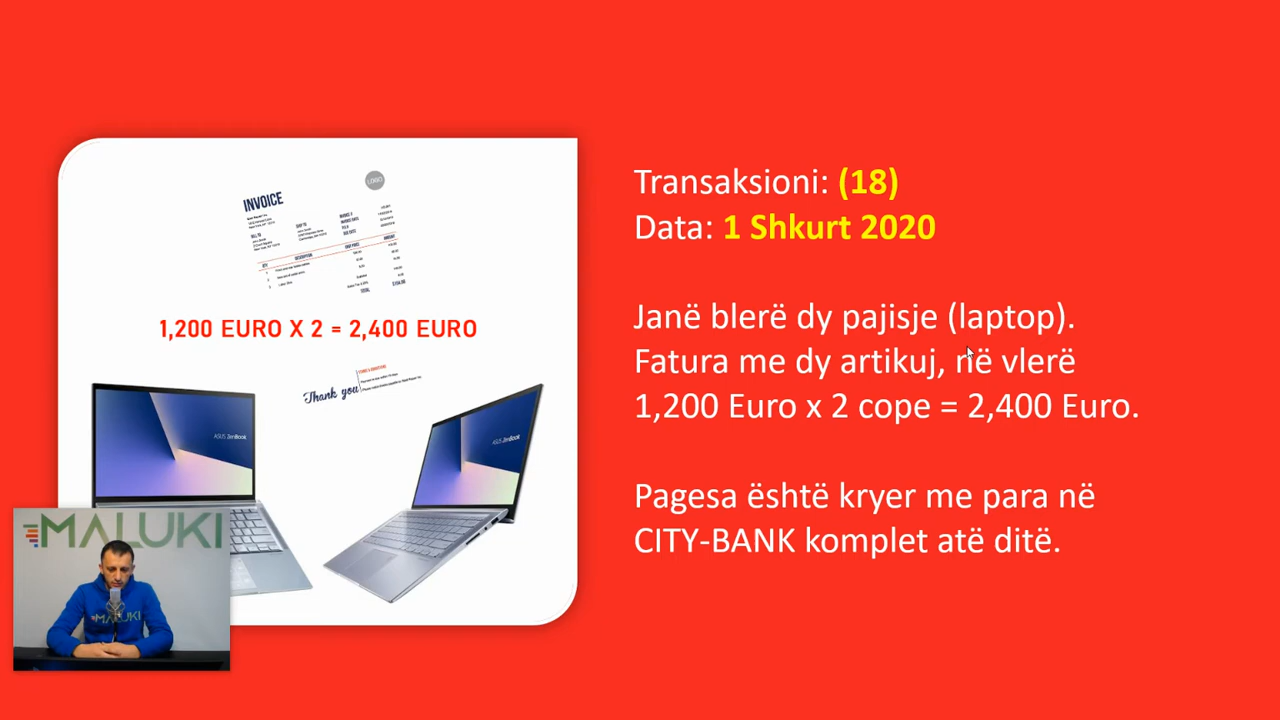 Transaksioni: (18)
Data: 1 Shkurt 2020
Janë blerë dy pajisje (laptop).
Fatura me dy artikuj, në vlerë
1,200 Euro x 2 cope = 2,400 Euro.
Pagesa është kryer me para në
CITY-BANK komplet atë ditë.
INVOICE
LOGO
1,200 EURO X 2 = 2,400 EURO
Thank you
ASUS ZenBook
ASUS ZenBook
MALUKI
MALUKI